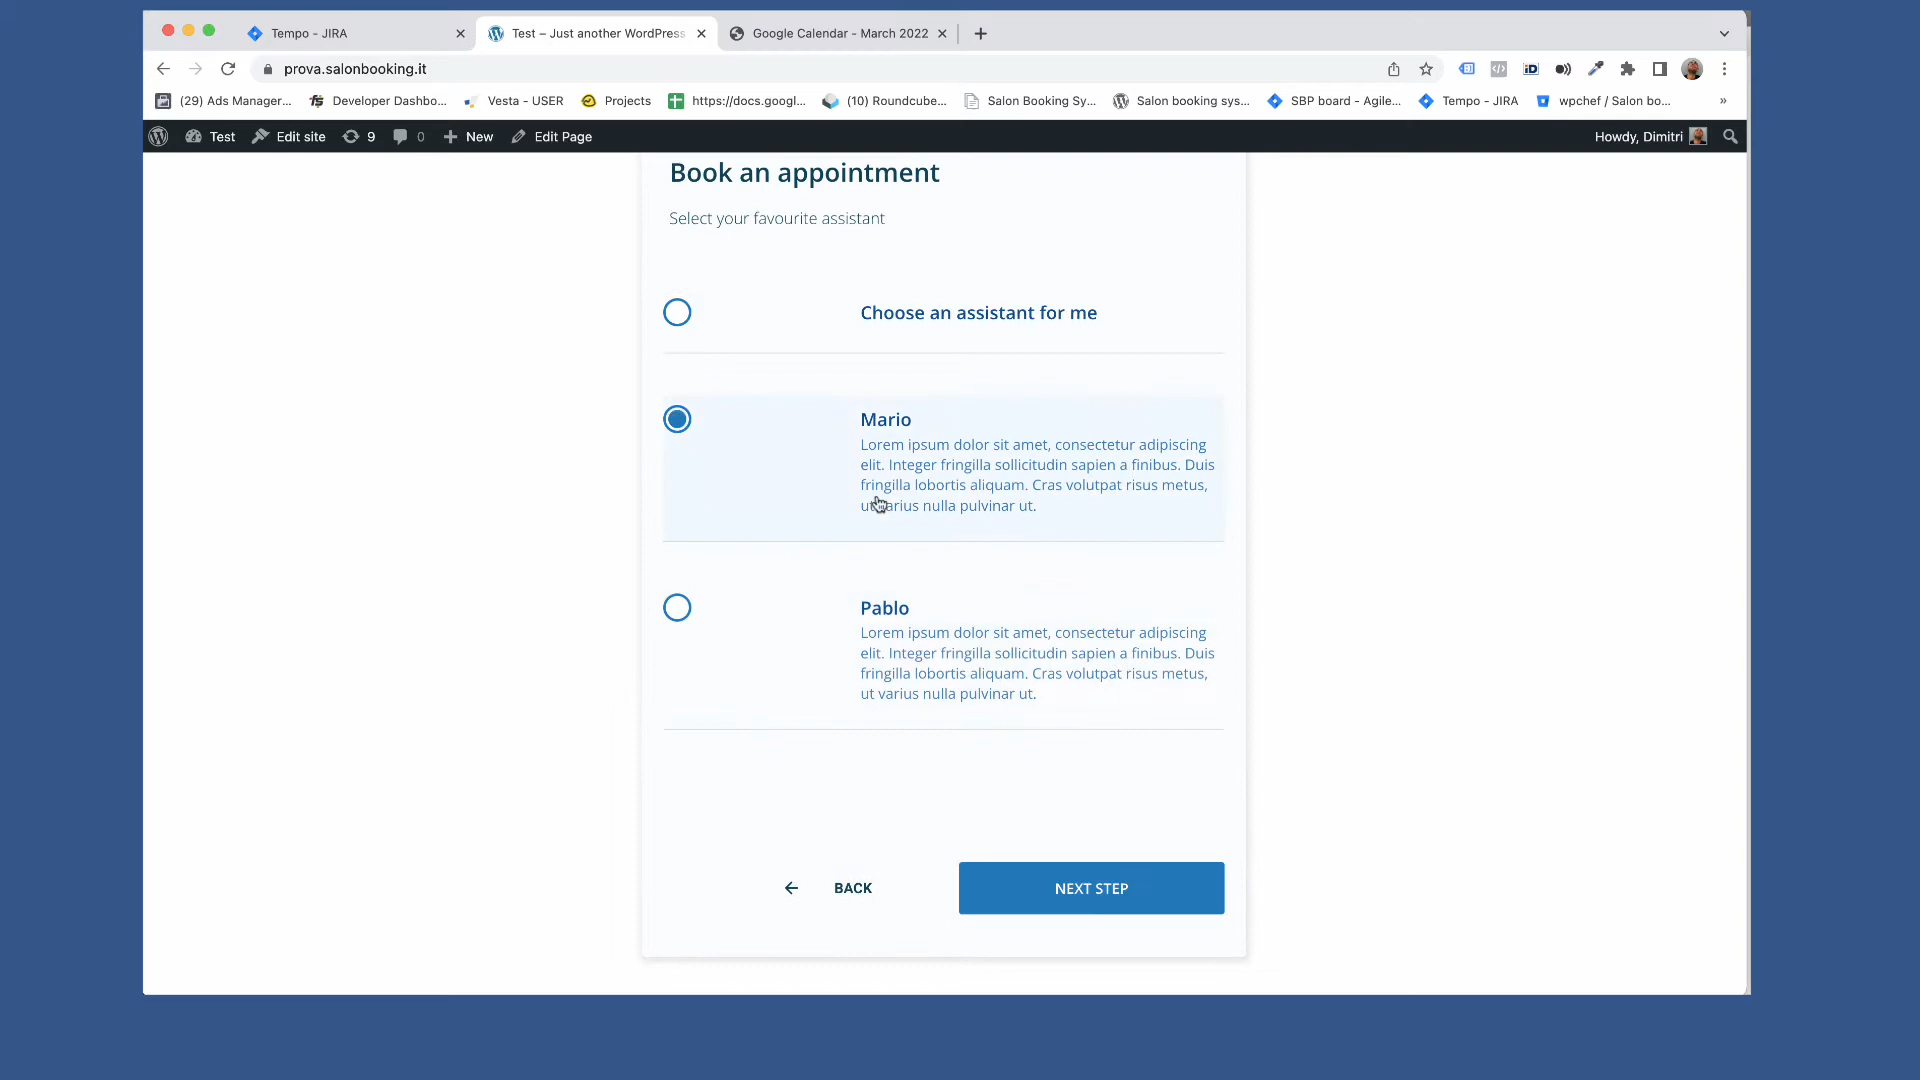 Tempo - JIRA
Test – Just another WordPress
Google Calendar - March 2022
prova.salonbooking.it
(29) Ads Manager...
Developer Dashbo...
Vesta - USER
Projects
https://docs.googl...
(10) Roundcube...
Salon Booking Sy...
Salon booking sys...
SBP board - Agile...
Tempo - JIRA
wpchef / Salon bo...
»
Test
Edit site
9
0
New
Edit Page
Howdy, Dimitri
Book an appointment
Select your favourite assistant
Choose an assistant for me
Mario
Lorem ipsum dolor sit amet, consectetur adipiscing
elit. Integer fringilla sollicitudin sapien a finibus. Duis
fringilla lobortis aliquam. Cras volutpat risus metus,
ut varius nulla pulvinar ut.
Pablo
Lorem ipsum dolor sit amet, consectetur adipiscing
elit. Integer fringilla sollicitudin sapien a finibus. Duis
fringilla lobortis aliquam. Cras volutpat risus metus,
ut varius nulla pulvinar ut.
BACK
NEXT STEP